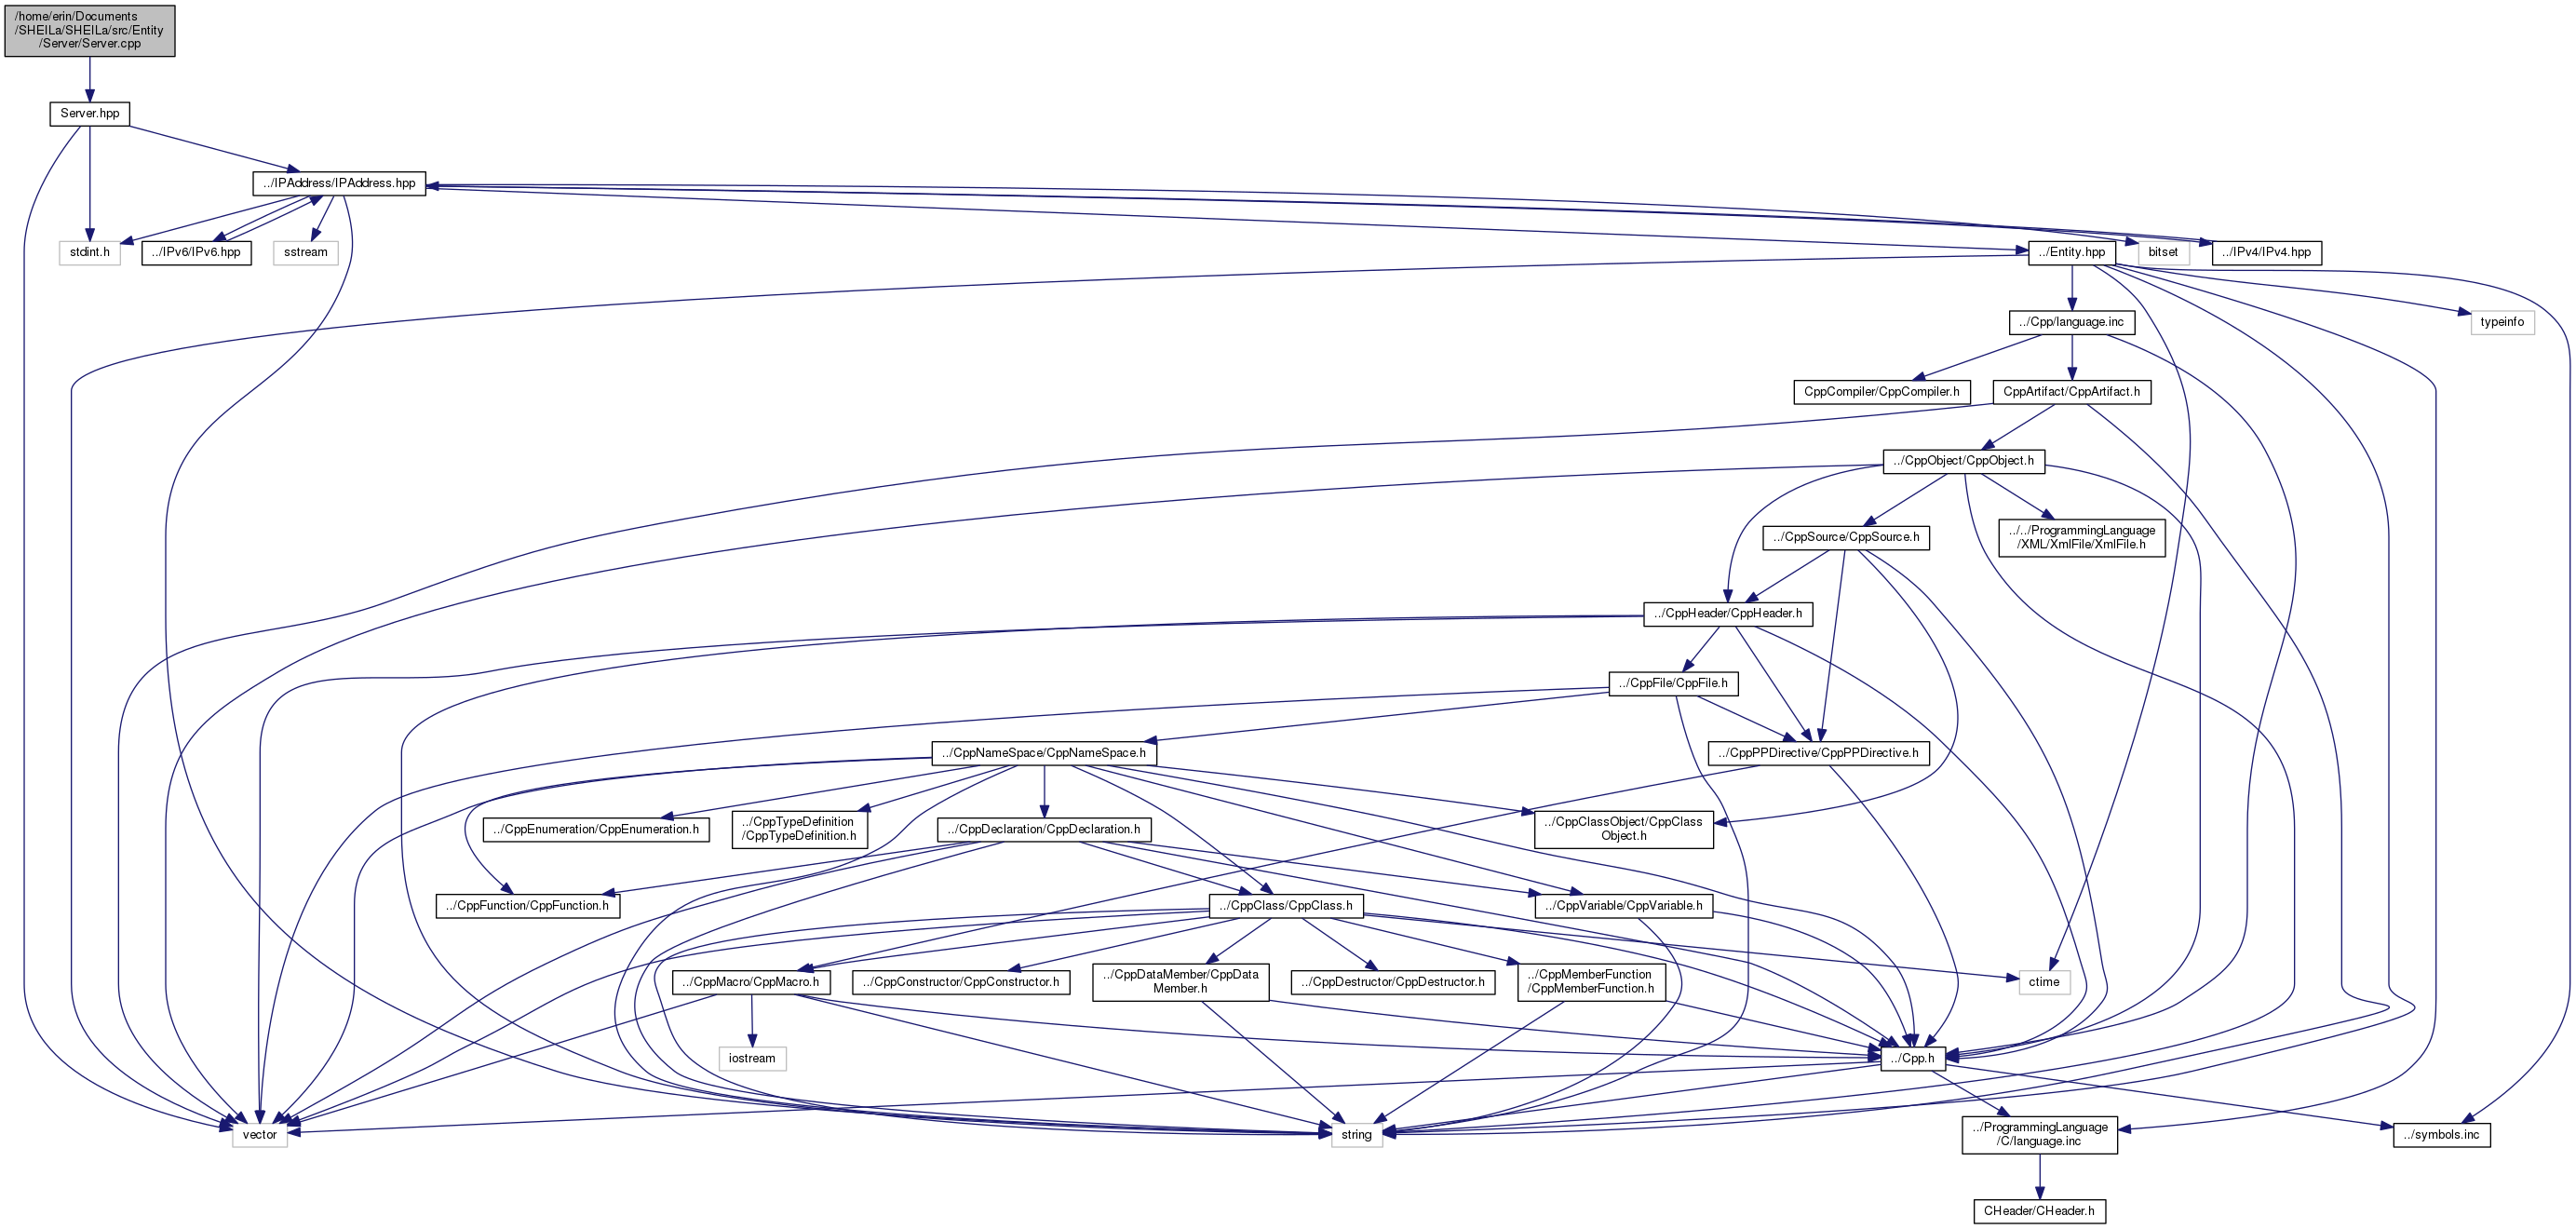 /home/erin/Documents
/SHEILa/SHEILa/src/Entity
/Server/Server.cpp
Server.hpp
../IPAddress/IPAddress.hpp
stdint.h
../IPv6/IPv6.hpp
sstream
../Entity.hpp
bitset
../IPv4/IPv4.hpp
../Cpp/language.inc
typeinfo
CppCompiler/CppCompiler.h
CppArtifact/CppArtifact.h
../CppObject/CppObject.h
../CppSource/CppSource.h
../../ProgrammingLanguage
/XML/XmlFile/XmlFile.h
../CppHeader/CppHeader.h
../CppFile/CppFile.h
../CppNameSpace/CppNameSpace.h
../CppPPDirective/CppPPDirective.h
../CppEnumeration/CppEnumeration.h
../CppTypeDefinition
/CppTypeDefinition.h
../CppDeclaration/CppDeclaration.h
../CppClassObject/CppClass
Object.h
../CppFunction/CppFunction.h
../CppClass/CppClass.h
../CppVariable/CppVariable.h
../CppMacro/CppMacro.h
../CppConstructor/CppConstructor.h
../CppDataMember/CppData
Member.h
../CppDestructor/CppDestructor.h
../CppMemberFunction
/CppMemberFunction.h
ctime
iostream
../Cpp.h
vector
string
../ProgrammingLanguage
/C/language.inc
../symbols.inc
CHeader/CHeader.h